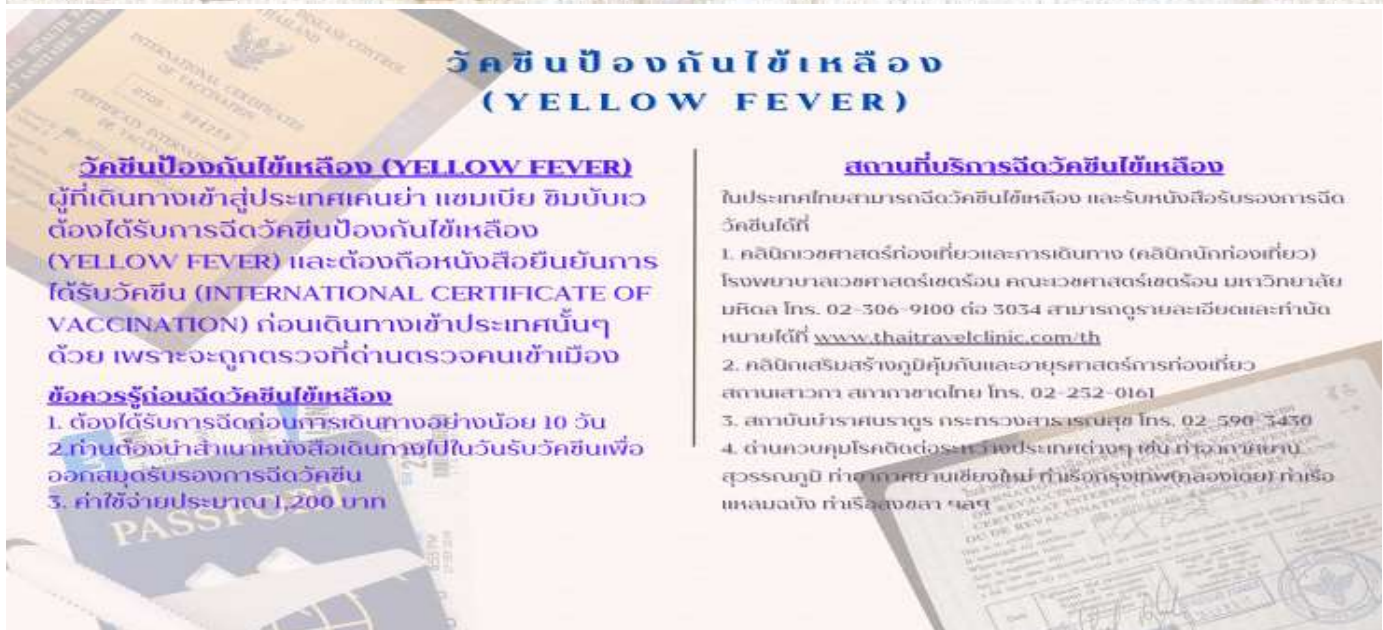 วัคซีนป้องกันไข้เหลือง
(YELLOW FEVER)
วัคซีนป้องกันไข้เหลือง (YELLOW FEVER)
ผู้ที่เดินทางเข้าสู่ประเทศเคนย่า แซมเบีย ซิมบับเว
ต้องได้รับการฉีดวัคซีนป้องกันไข้เหลือง
(YELLOW FEVER) และต้องถือหนังสือยืนยันการ
ได้รับวัคซีน (INTERNATIONAL CERTIFICATE OF
VACCINATION) ก่อนเดินทางเข้าประเทศนั้นๆ
ด้วย เพราะจะถูกตรวจที่ด่านตรวจคนเข้าเมือง
ข้อควรรู้ก่อนฉีดวัคซีนไข้เหลือง
1. ต้องได้รับการฉีดก่อนการเดินทางอย่างน้อย 10 วัน
2.ท่านต้องนำสำเนาหนังสือเดินทางไปในวันรับวัคซีนเพื่อ
ออกสมุดรับรองการฉีดวัคซีน
3. ค่าใช้จ่ายประมาณ 1,200 บาท
สถานที่บริการฉีดวัคซีนไข้เหลือง
ในประเทศไทยสามารถฉีดวัคซีนไข้เหลือง และรับหนังสือรับรองการฉีด
วัคซีนได้ที่
1. คลินิกเวชศาสตร์ท่องเที่ยวและการเดินทาง (คลินิกนักท่องเที่ยว)
โรงพยาบาลเวชศาสตร์เขตร้อน คณะเวชศาสตร์เขตร้อน มหาวิทยาลัย
มหิดล โทร. 02-306-9100 ต่อ 3034 สามารถดูรายละเอียดและทำนัด
หมายได้ที่ www.thaitravelclinic.com/th
2. คลินิกเสริมสร้างภูมิคุ้มกันและอายุรศาสตร์การท่องเที่ยว
สถานเสาวภา สภากาชาดไทย โทร. 02-252-0161
3. สถาบันบำราศนราดูร กระทรวงสาธารณสุข โทร. 02-590-3430
4. ด่านควบคุมโรคติดต่อระหว่างประเทศต่างๆ เช่น ท่าอากาศยาน
สุวรรณภูมิ ท่าอากาศยานเชียงใหม่ ท่าเรือกรุงเทพ(คลองเตย) ท่าเรือ
แหลมฉบัง ท่าเรือสงขลา ฯลฯ
PASSPORT
THAILAND
INTERNATIONAL CERTIFICATES
OF VACCINATION